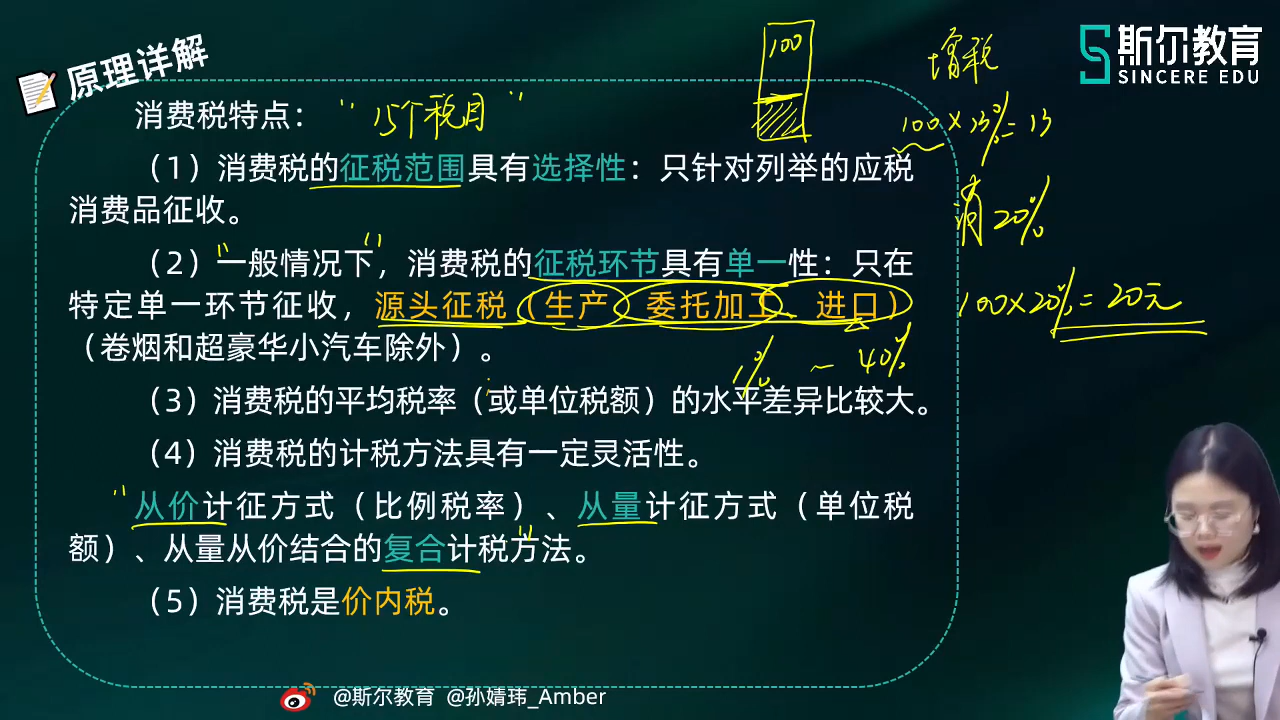 原理详解
斯尔教育
SINCERE EDU
消费税特点：
"15个税目"
（1）消费税的征税范围具有选择性：只针对列举的应税
消费品征收。
（2）一般情况下，消费税的征税环节具有单一性：只在
特定单一环节征收，源头征税（生产、委托加工、进口）
（卷烟和超豪华小汽车除外）。
1% ~ 40%
（3）消费税的平均税率（或单位税额）的水平差异比较大。
（4）消费税的计税方法具有一定灵活性。
从价计征方式（比例税率）、从量计征方式（单位税
额）、从量从价结合的复合计税方法。
（5）消费税是价内税。
100
增税
100×13%=13
消 20%
100×20%=20元
@斯尔教育 @孙婧玮_Amber